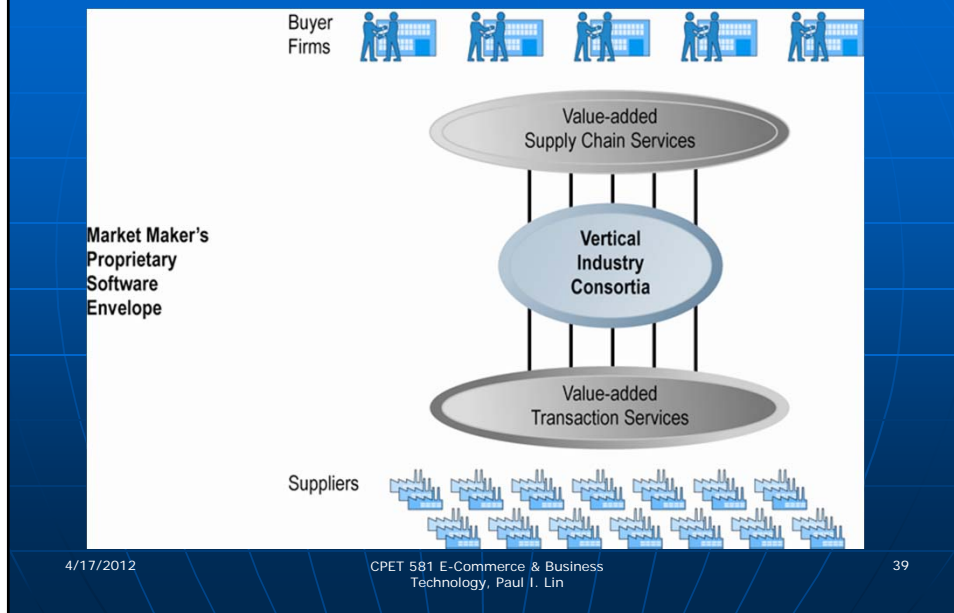 Buyer
Firms
Value-added
Supply Chain Services
Market Maker's
Proprietary
Software
Envelope
Vertical
Industry
Consortia
Value-added
Transaction Services
Suppliers
4/17/2012
CPET 581 E-Commerce & Business
Technology, Paul I. Lin
39